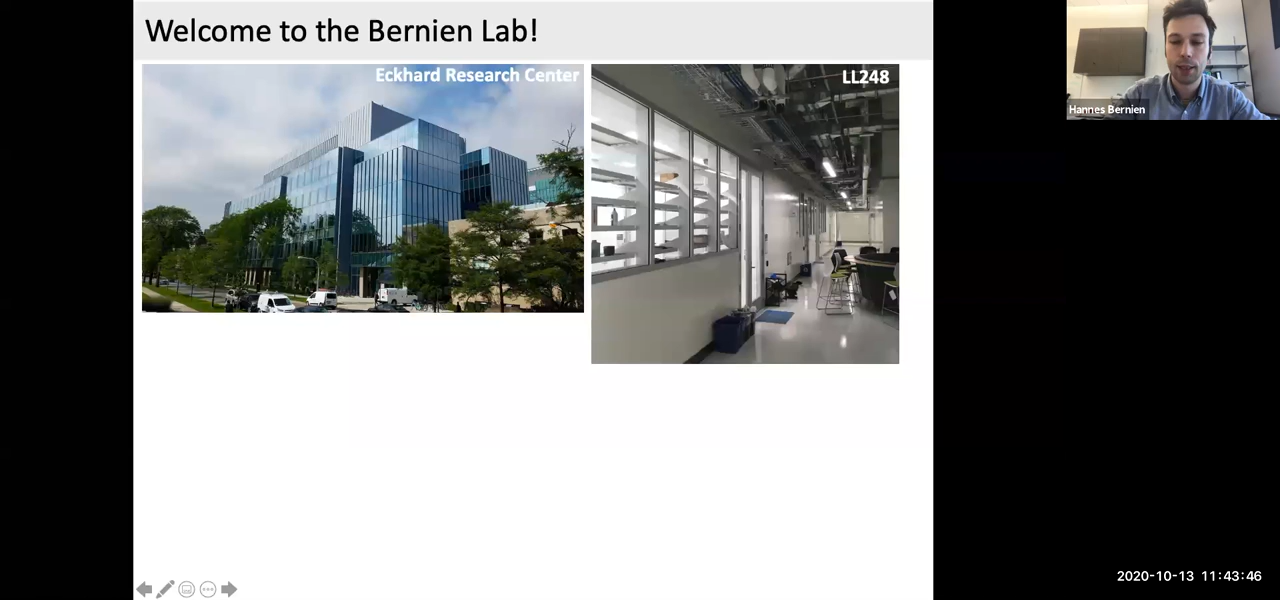 Welcome to the Bernien Lab!
Eckhard Research Center
LL248
Hannes Bernien
2020-10-13 11:43:46